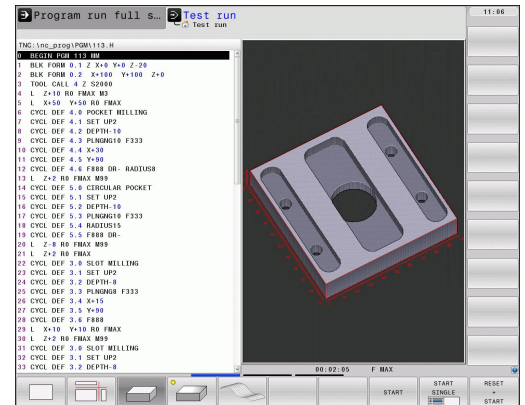 Program run full s...
Test run
Test run
11:06
TNC:\nc_prog\PGM\113.H
0 BEGIN PGM 113 MM
1 BLK FORM 0.1 Z X+0 Y+0 Z-20
2 BLK FORM 0.2 X+100 Y+100 Z+0
3 TOOL CALL 4 Z S2000
4 L Z+10 R0 FMAX M3
5 L X+50 Y+50 R0 FMAX
6 CYCL DEF 4.0 POCKET MILLING
7 CYCL DEF 4.1 SET UP2
8 CYCL DEF 4.2 DEPTH-10
9 CYCL DEF 4.3 PLNGNG10 F333
10 CYCL DEF 4.4 X+30
11 CYCL DEF 4.5 Y+90
12 CYCL DEF 4.6 F888 DR- RADIUS8
13 L Z+2 R0 FMAX M99
14 CYCL DEF 5.0 CIRCULAR POCKET
15 CYCL DEF 5.1 SET UP2
16 CYCL DEF 5.2 DEPTH-10
17 CYCL DEF 5.3 PLNGNG10 F333
18 CYCL DEF 5.4 RADIUS15
19 CYCL DEF 5.5 F888 DR-
20 L Z-8 R0 FMAX M99
21 L Z+2 R0 FMAX
22 CYCL DEF 3.0 SLOT MILLING
23 CYCL DEF 3.1 SET UP2
24 CYCL DEF 3.2 DEPTH-8
25 CYCL DEF 3.3 PLNGNG8 F333
26 CYCL DEF 3.4 X+15
27 CYCL DEF 3.5 Y+90
28 CYCL DEF 3.6 F888
29 L X+10 Y+10 R0 FMAX
30 L Z+2 R0 FMAX M99
31 CYCL DEF 3.0 SLOT MILLING
32 CYCL DEF 3.1 SET UP2
33 CYCL DEF 3.2 DEPTH-8
00:02:05 F MAX
START
START
SINGLE
RESET
+
START